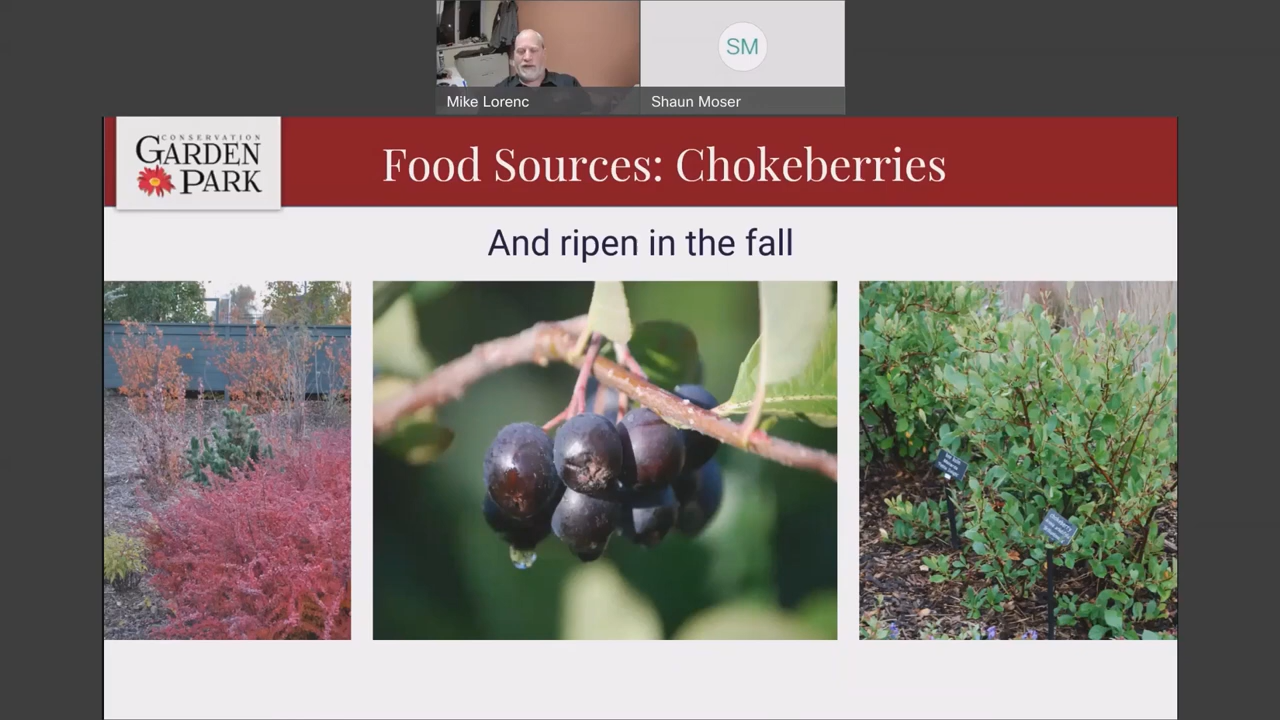 SM
Mike Lorenc
Shaun Moser
CONSERVATION
GARDEN
PARK
Food Sources: Chokeberries
And ripen in the fall